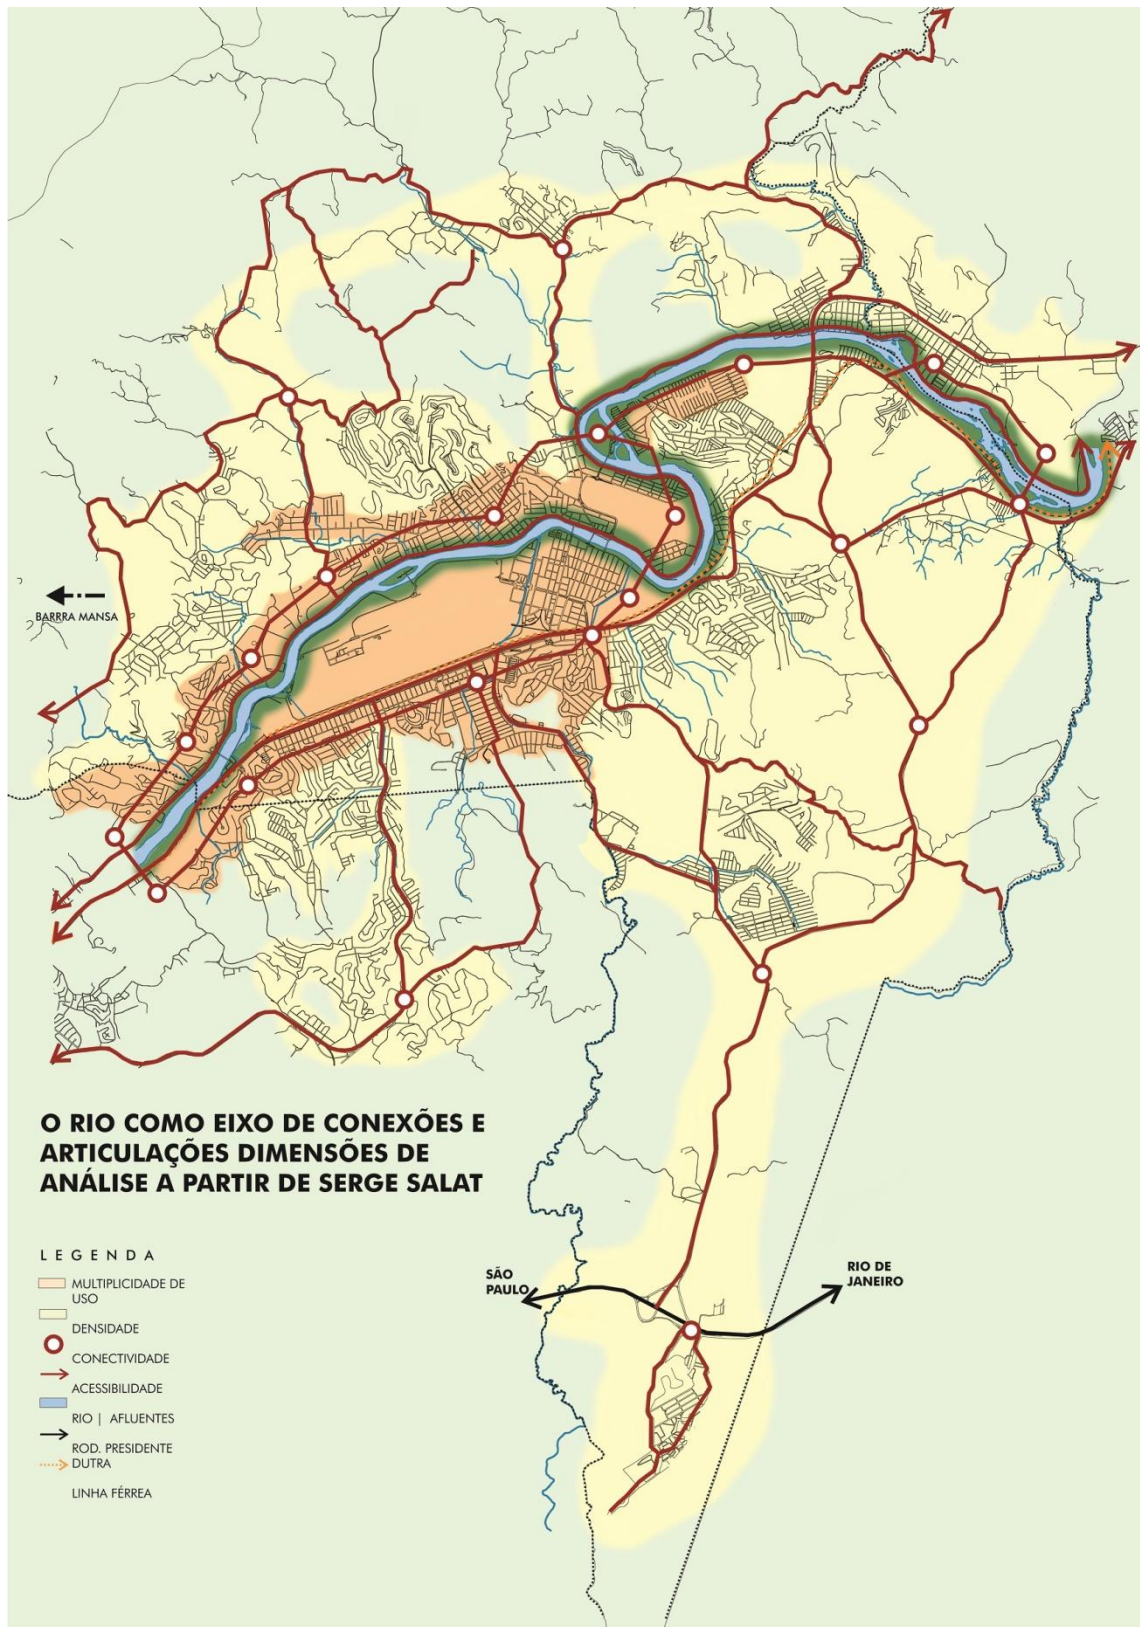 BARRRA MANSA
O RIO COMO EIXO DE CONEXÕES E
ARTICULAÇÕES DIMENSÕES DE
ANÁLISE A PARTIR DE SERGE SALAT
LEGENDA
MULTIPLICIDADE DE
USO
DENSIDADE
CONECTIVIDADE
ACESSIBILIDADE
RIO | AFLUENTES
ROD. PRESIDENTE
DUTRA
LINHA FÉRREA
SÃO
PAULO
RIO DE
JANEIRO